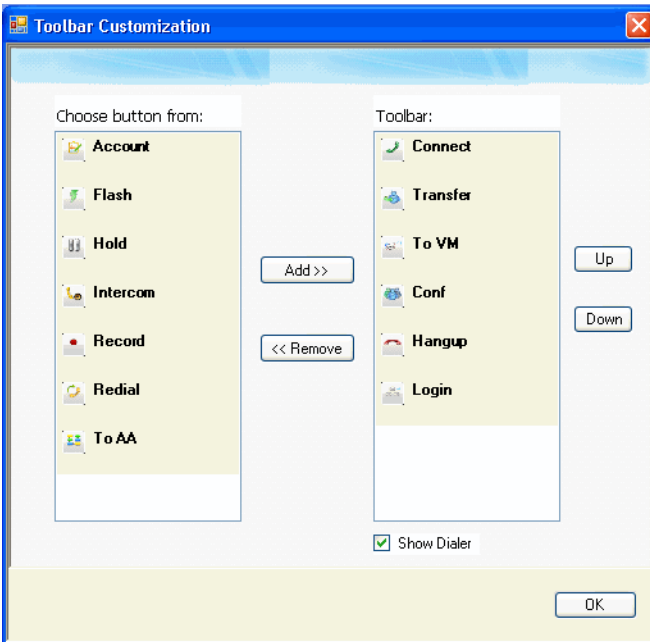 Toolbar Customization
Choose button from:
Account
Flash
Hold
Intercom
Record
Redial
To AA
Add >>
<< Remove
Toolbar:
Connect
Transfer
To VM
Conf
Hangup
Login
Show Dialer
Up
Down
OK